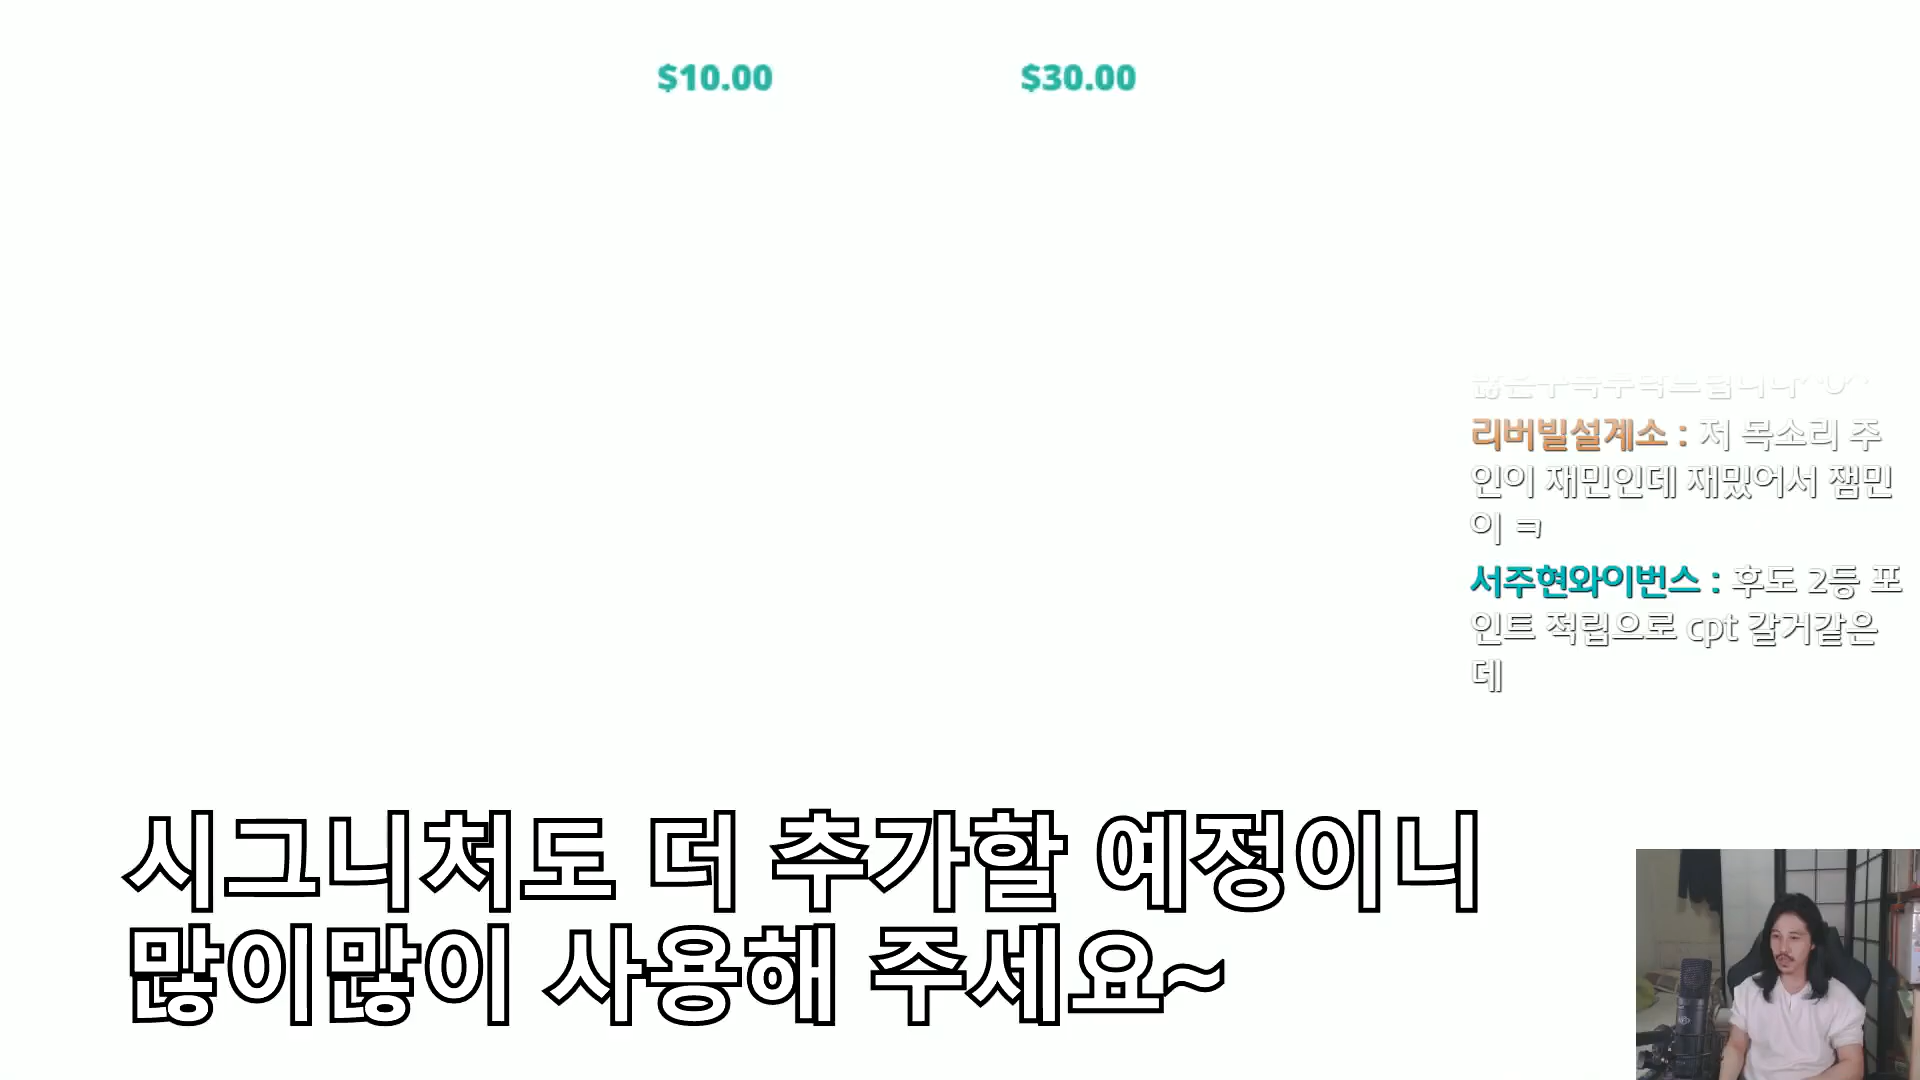 $10.00 $30.00
리버빌설계소 : 저 목소리 주
인이 재민인데 재밌어서 잼민
이 ㅋ
서주현와이번스 : 후도 2등 포
인트 적립으로 cpt 갈거같은
데
시그니처도 더 추가할 예정이니
많이많이 사용해 주세요~